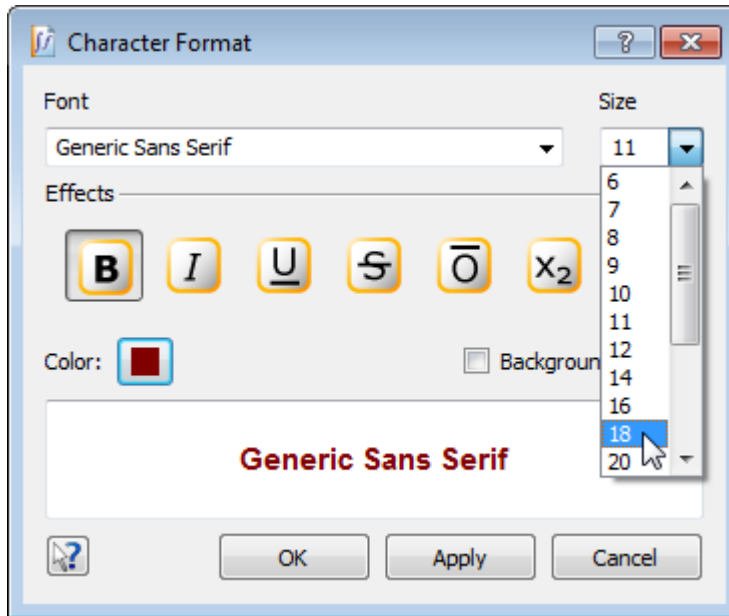 Character Format
Font Size
Generic Sans Serif 11
Effects
6
7
8
9
10
11
12
14
16
18
20
B I U S O X₂
Color: Backgroun
Generic Sans Serif
OK Apply Cancel